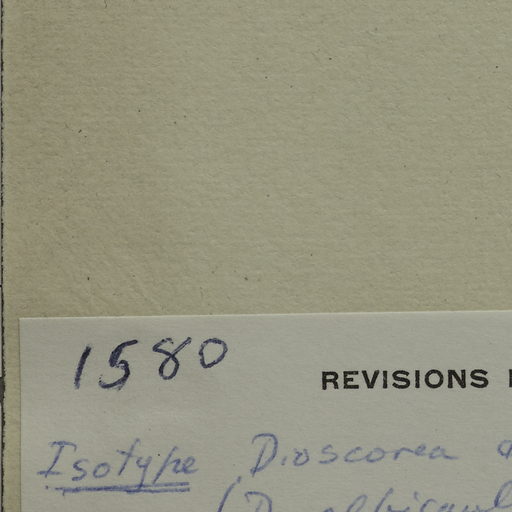 1580
REVISIONS
Isotype Dioscorea
(D.